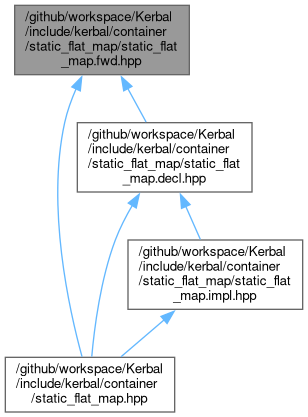 /github/workspace/Kerbal
/include/kerbal/container
/static_flat_map/static_flat
_map.fwd.hpp
/github/workspace/Kerbal
/include/kerbal/container
/static_flat_map/static_flat
_map.decl.hpp
/github/workspace/Kerbal
/include/kerbal/container
/static_flat_map/static_flat
_map.impl.hpp
/github/workspace/Kerbal
/include/kerbal/container
/static_flat_map.hpp